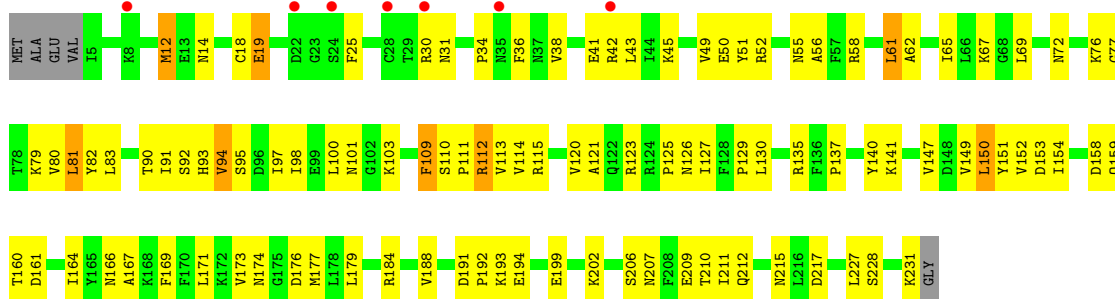 MET ALA GLU VAL I5 K8 M12 E13 N14 C18 E19 D22 G23 S24 F25 C28 T29 R30 N31 P34 N35 F36 N37 V38 E41 R42 L43 I44 K45 V49 E50 Y51 R52 N55 A56 F57 R58 L61 A62 I65 L66 K67 G68 L69 N72 K76 G77
T78 K79 V80 L81 Y82 L83 T90 I91 S92 H93 V94 S95 D96 I97 I98 E99 L100 N101 G102 K103 F109 S110 P111 R112 V113 V114 R115 V120 A121 Q122 R123 R124 P125 N126 I127 F128 P129 L130 R135 F136 P137 Y140 K141 V147 D148 V149 L150 Y151 V152 D153 I154 D158 D159
T160 D161 I164 Y165 N166 A167 K168 F169 F170 L171 K172 V173 N174 G175 D176 M177 L178 L179 R184 V188 D191 P192 K193 E194 E199 K202 S206 N207 F208 E209 T210 I211 Q212 N215 L216 D217 L227 S228 K231 GLY